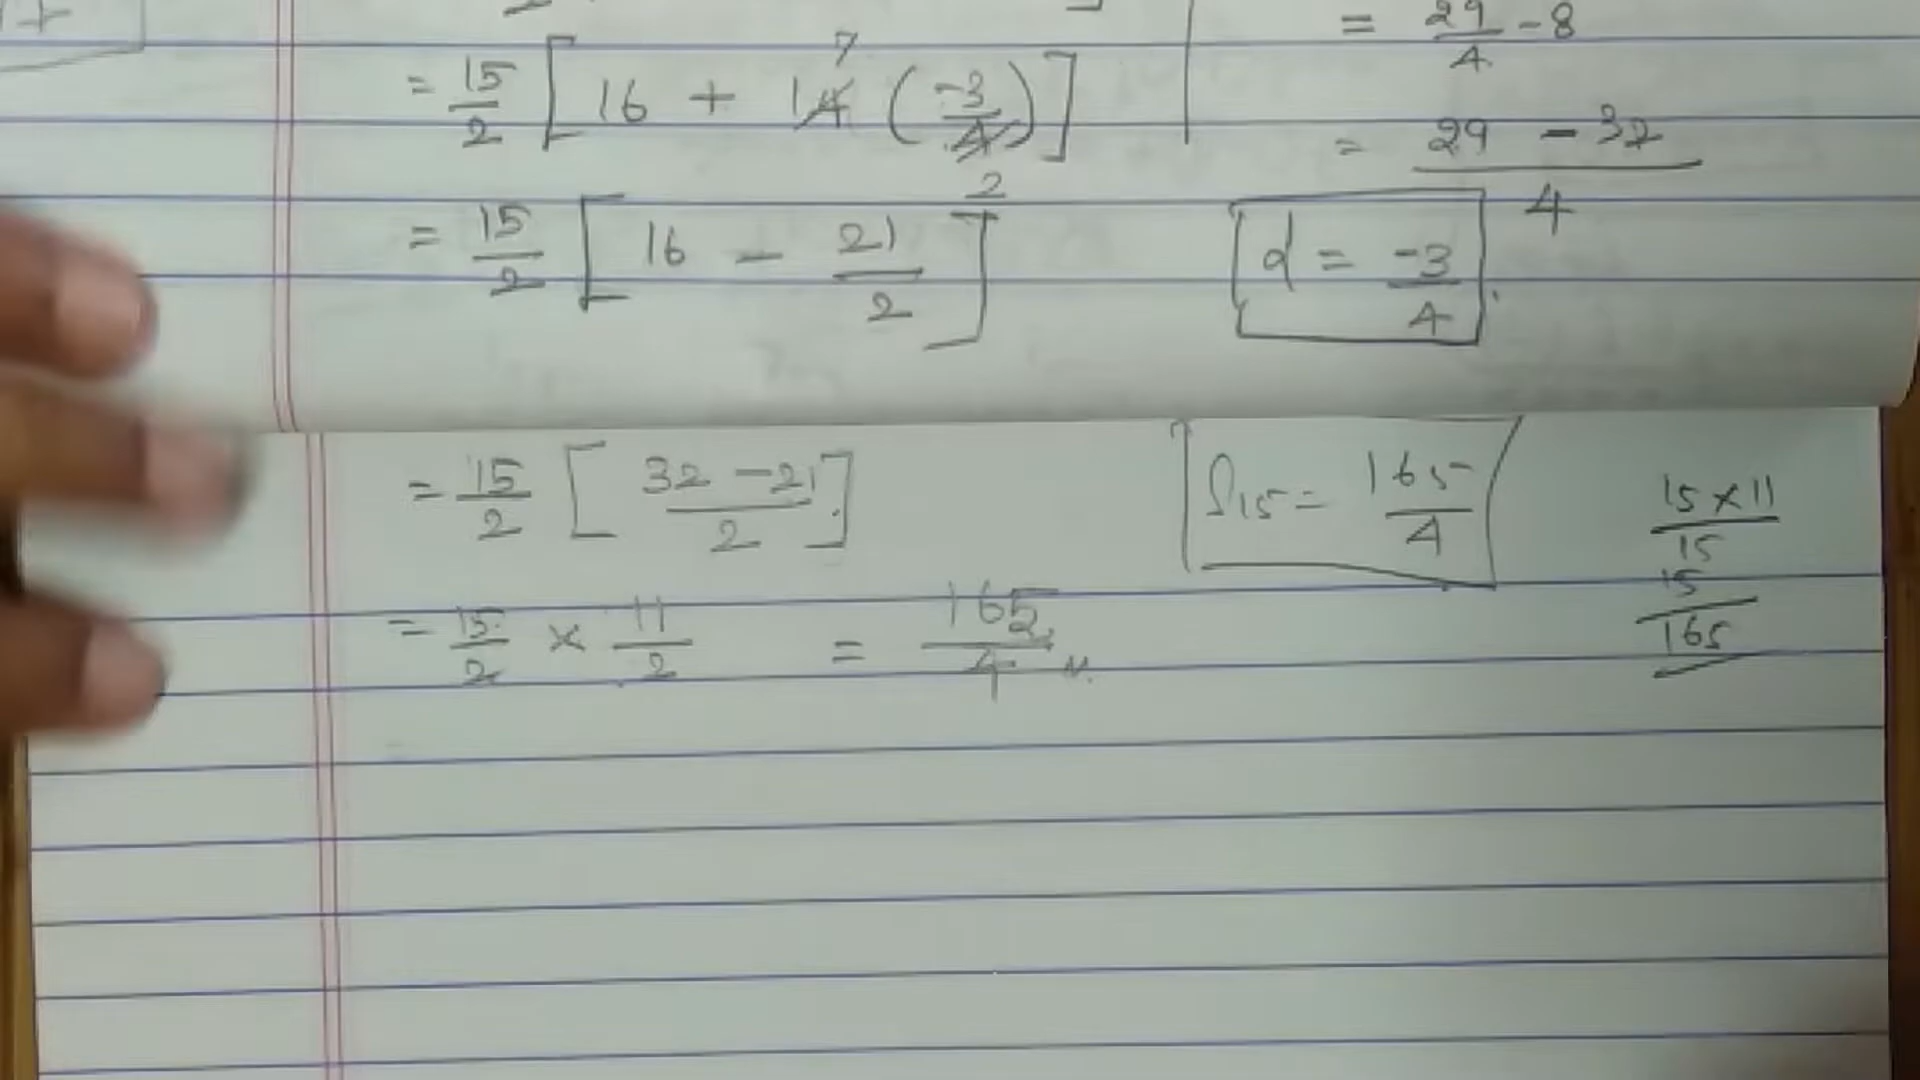 = 29/4 - 8
= 15/2 [ 16 + 14 7 ( -3/4 2 ) ]
= 29 - 32 / 4
= 15/2 [ 16 - 21/2 ]
d = -3/4 .
= 15/2 [ 32 - 21 / 2 . ]
S15 = 165/4
15 x 11
15
15
165
= 15/2 x 11/2 = 165/4 //.